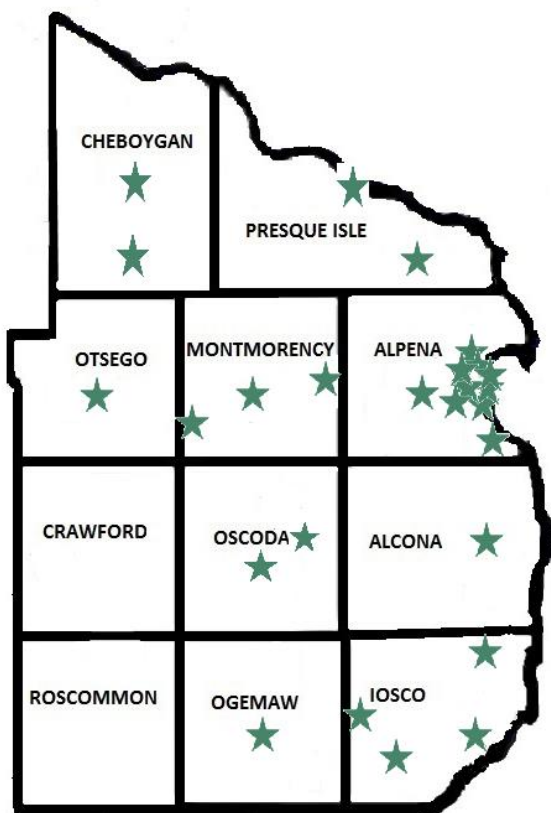 CHEBOYGAN
PRESQUE ISLE
OTSEGO
MONTMORENCY
ALPENA
CRAWFORD
OSCODA
ALCONA
ROSCOMMON
OGEMAW
IOSCO